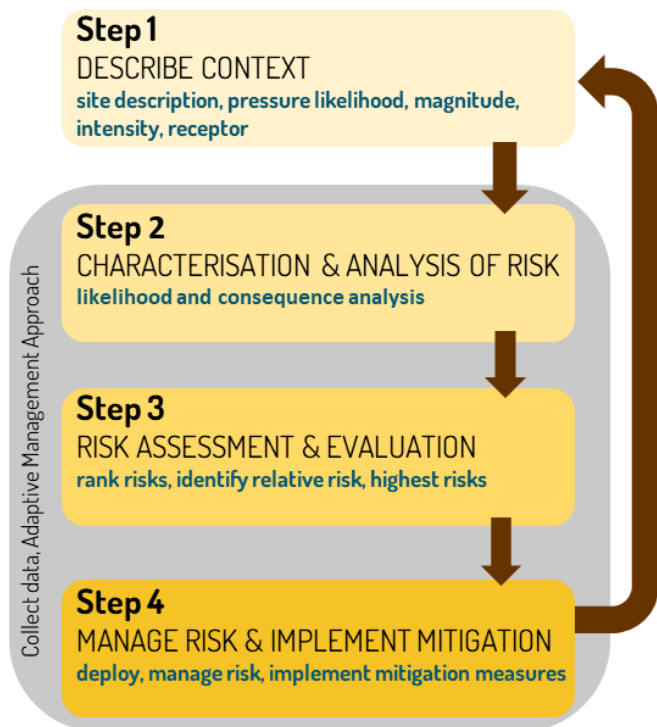 Step 1
DESCRIBE CONTEXT
site description, pressure likelihood, magnitude,
intensity, receptor
Collect data, Adaptive Management Approach
Step 2
CHARACTERISATION & ANALYSIS OF RISK
likelihood and consequence analysis
Step 3
RISK ASSESSMENT & EVALUATION
rank risks, identify relative risk, highest risks
Step 4
MANAGE RISK & IMPLEMENT MITIGATION
deploy, manage risk, implement mitigation measures